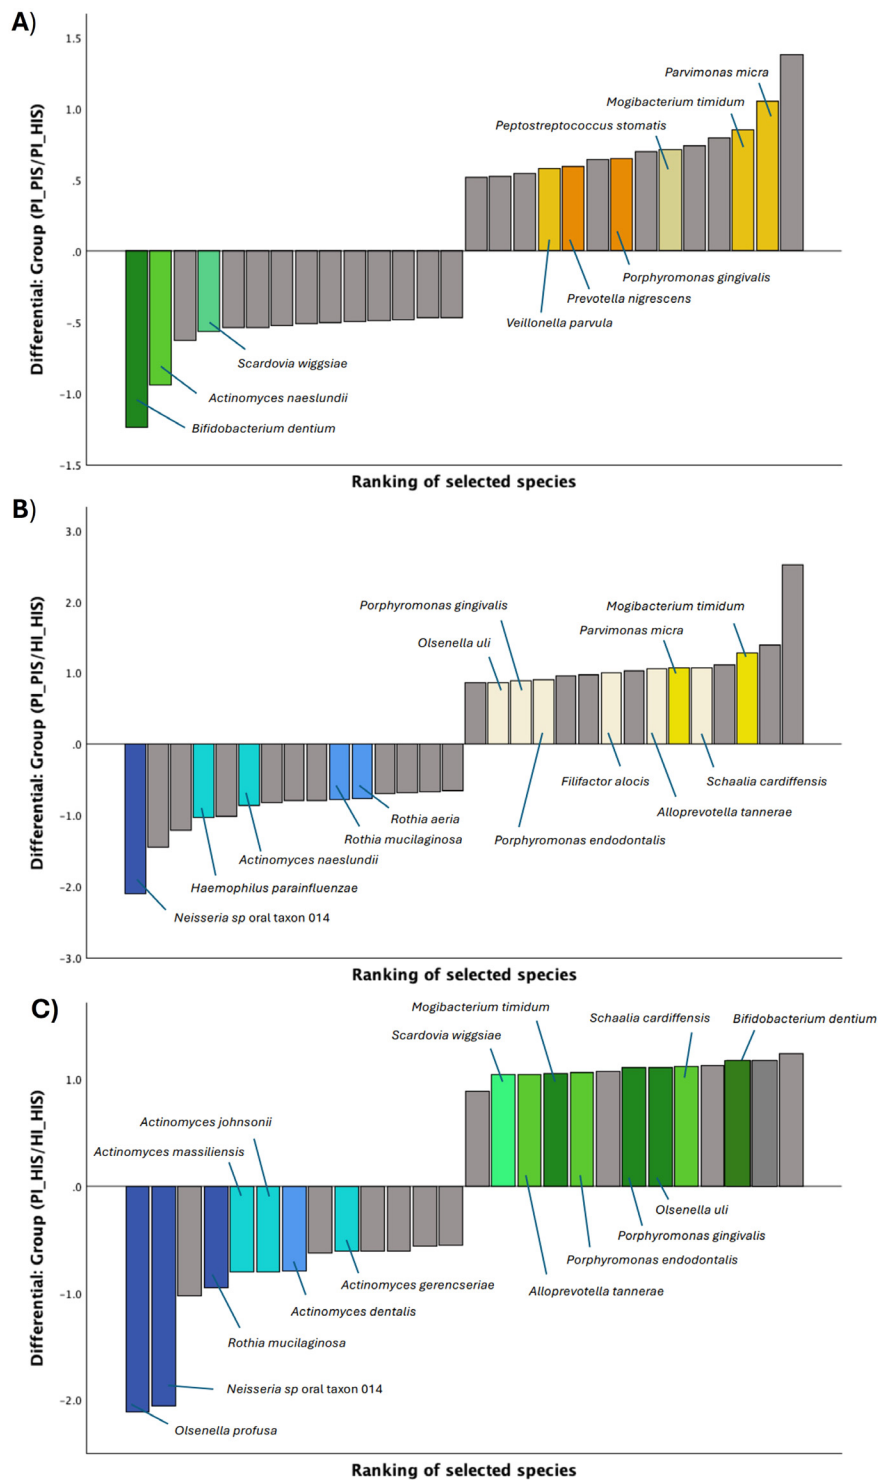 A)
1.5
Parvimonas micra
1.0
Mogibacterium timidum
Peptostreptococcus stomatis
.5
.0
Porphyromonas gingivalis
Prevotella nigrescens
Veillonella parvula
-.5
Scardovia wiggsiae
-1.0
Actinomyces naeslundii
Bifidobacterium dentium
-1.5
Differential: Group (PI_PIS/PI_HIS)
Ranking of selected species
B)
3.0
2.0
Porphyromonas gingivalis
Mogibacterium timidum
Parvimonas micra
Olsenella uli
1.0
.0
Filifactor alocis
Schaalia cardiffensis
Alloprevotella tannerae
Rothia aeria
-1.0
Rothia mucilaginosa
Porphyromonas endodontalis
Actinomyces naeslundii
Haemophilus parainfluenzae
-2.0
Neisseria sp oral taxon 014
-3.0
Differential: Group (PI_PIS/HI_HIS)
Ranking of selected species
C)
Mogibacterium timidum
Schaalia cardiffensis
Bifidobacterium dentium
Scardovia wiggsiae
1.0
Actinomyces johnsonii
Actinomyces massiliensis
.0
Olsenella uli
Porphyromonas gingivalis
Porphyromonas endodontalis
Actinomyces gerencseriae
Alloprevotella tannerae
-1.0
Actinomyces dentalis
Rothia mucilaginosa
Neisseria sp oral taxon 014
-2.0
Olsenella profusa
Differential: Group (PI_HIS/HI_HIS)
Ranking of selected species